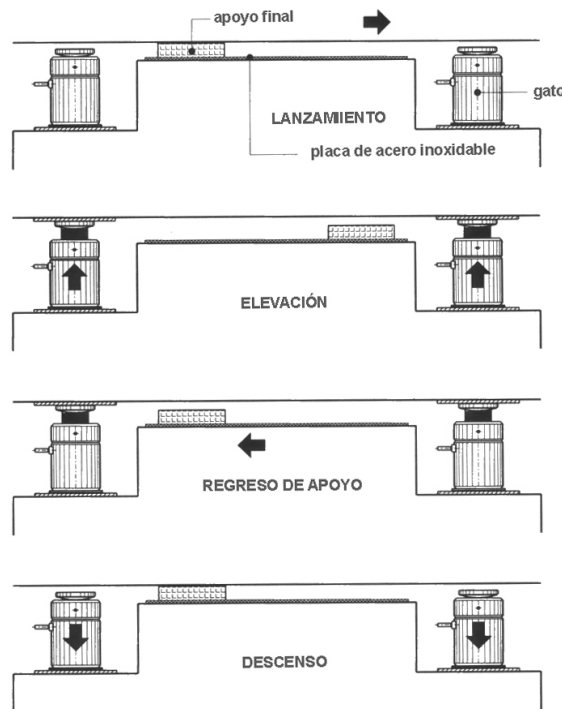 apoyo final
gato
LANZAMIENTO
placa de acero inoxidable
ELEVACIÓN
REGRESO DE APOYO
DESCENSO